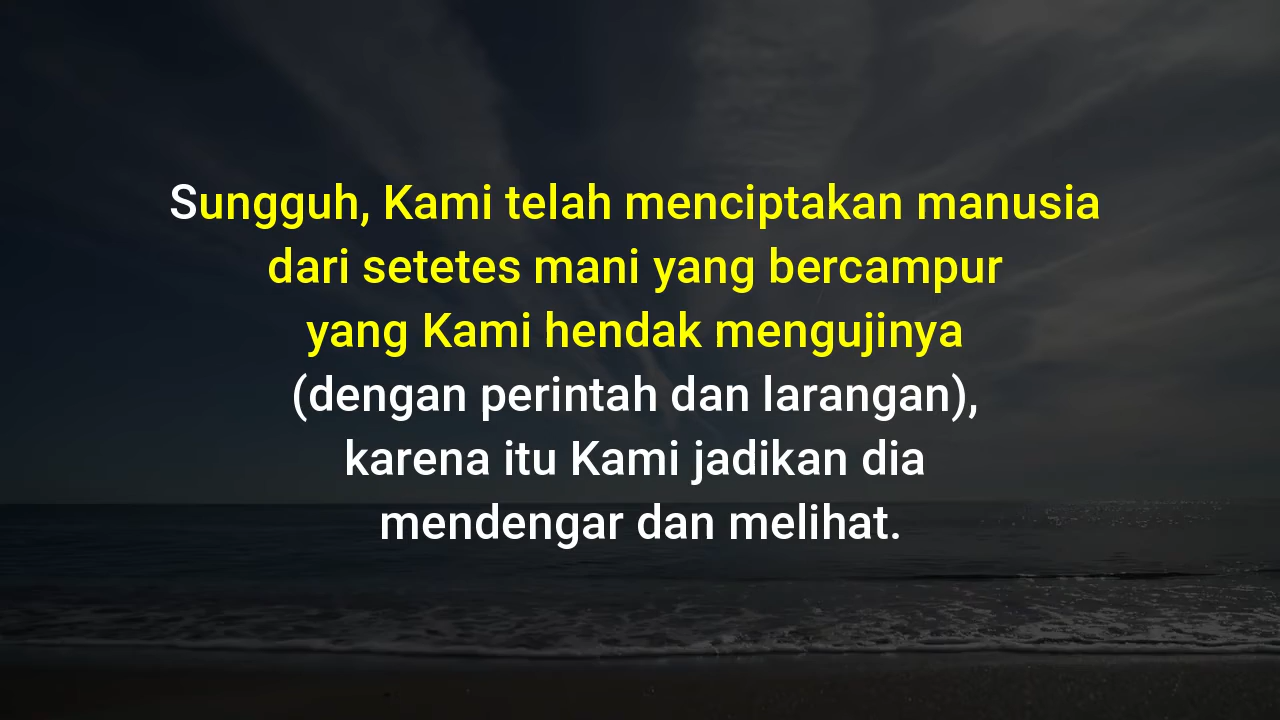 Sungguh, Kami telah menciptakan manusia
dari setetes mani yang bercampur
yang Kami hendak mengujinya
(dengan perintah dan larangan),
karena itu Kami jadikan dia
mendengar dan melihat.